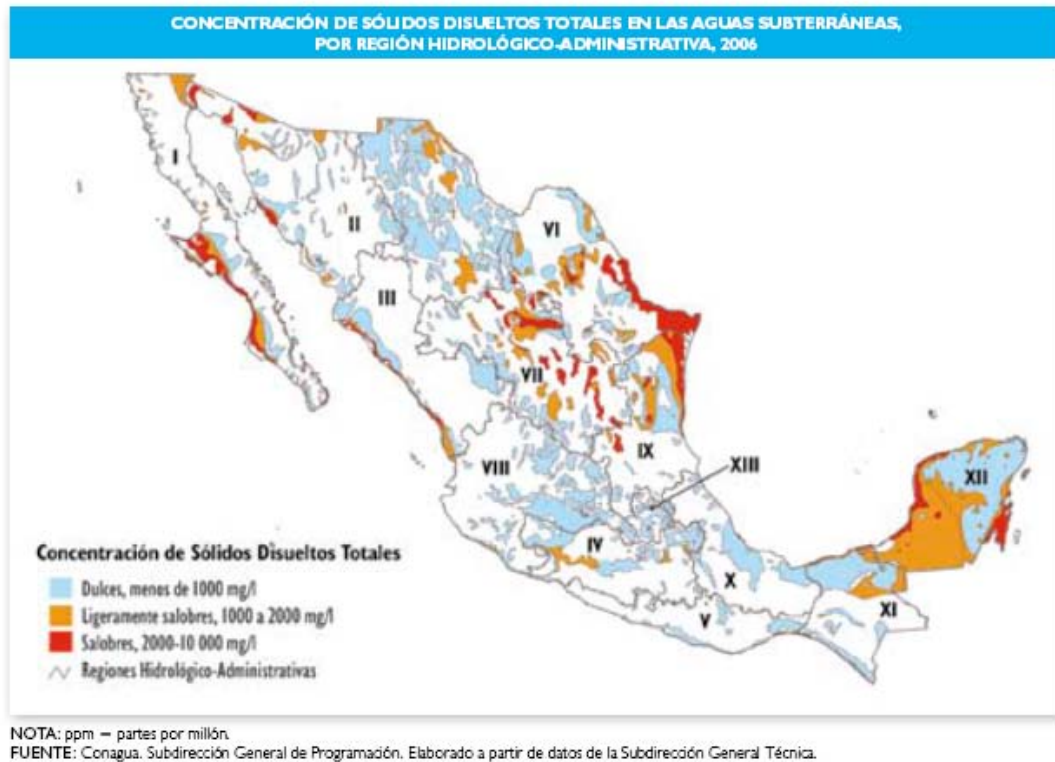 CONCENTRACIÓN DE SÓLIDOS DISUELTOS TOTALES EN LAS AGUAS SUBTERRÁNEAS,
POR REGIÓN HIDROLÓGICO-ADMINISTRATIVA, 2006
I
II
VI
III
VII
IX
XIII
VIII
XII
IV
X
XI
V
Concentración de Sólidos Disueltos Totales
Dulces, menos de 1000 mg/l
Ligeramente salobres, 1000 a 2000 mg/l
Salobres, 2000-10 000 mg/l
Regiones Hidrológico-Administrativas
NOTA: ppm = partes por millón.
FUENTE: Conagua. Subdirección General de Programación. Elaborado a partir de datos de la Subdirección General Técnica.